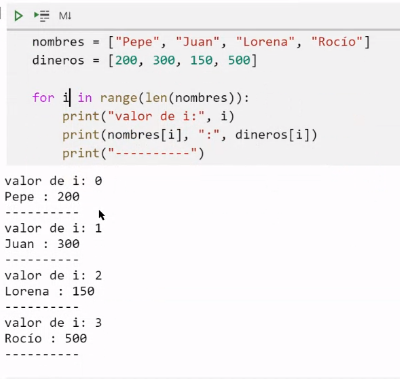 M↓
nombres = ["Pepe", "Juan", "Lorena", "Rocío"]
dineros = [200, 300, 150, 500]
for i in range(len(nombres)):
print("valor de i:", i)
print(nombres[i], ":", dineros[i])
print("----------")
valor de i: 0
Pepe : 200
----------
valor de i: 1
Juan : 300
----------
valor de i: 2
Lorena : 150
----------
valor de i: 3
Rocío : 500
----------